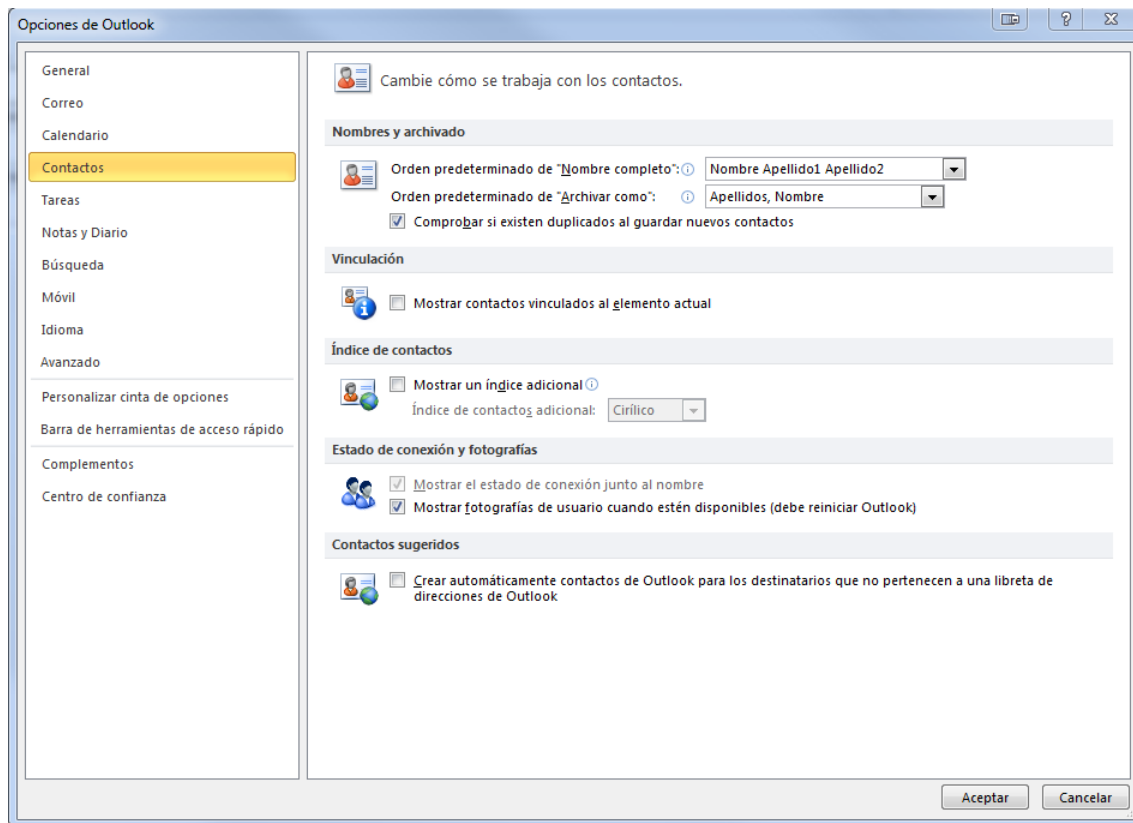 Opciones de Outlook
General
Correo
Calendario
Contactos
Tareas
Notas y Diario
Búsqueda
Móvil
Idioma
Avanzado
Personalizar cinta de opciones
Barra de herramientas de acceso rápido
Complementos
Centro de confianza
Cambie cómo se trabaja con los contactos.
Nombres y archivado
Orden predeterminado de "Nombre completo": Nombre Apellido1 Apellido2
Orden predeterminado de "Archivar como": Apellidos, Nombre
Comprobar si existen duplicados al guardar nuevos contactos
Vinculación
Mostrar contactos vinculados al elemento actual
Índice de contactos
Mostrar un índice adicional
Índice de contactos adicional: Cirílico
Estado de conexión y fotografías
Mostrar el estado de conexión junto al nombre
Mostrar fotografías de usuario cuando estén disponibles (debe reiniciar Outlook)
Contactos sugeridos
Crear automáticamente contactos de Outlook para los destinatarios que no pertenecen a una libreta de
direcciones de Outlook
Aceptar Cancelar